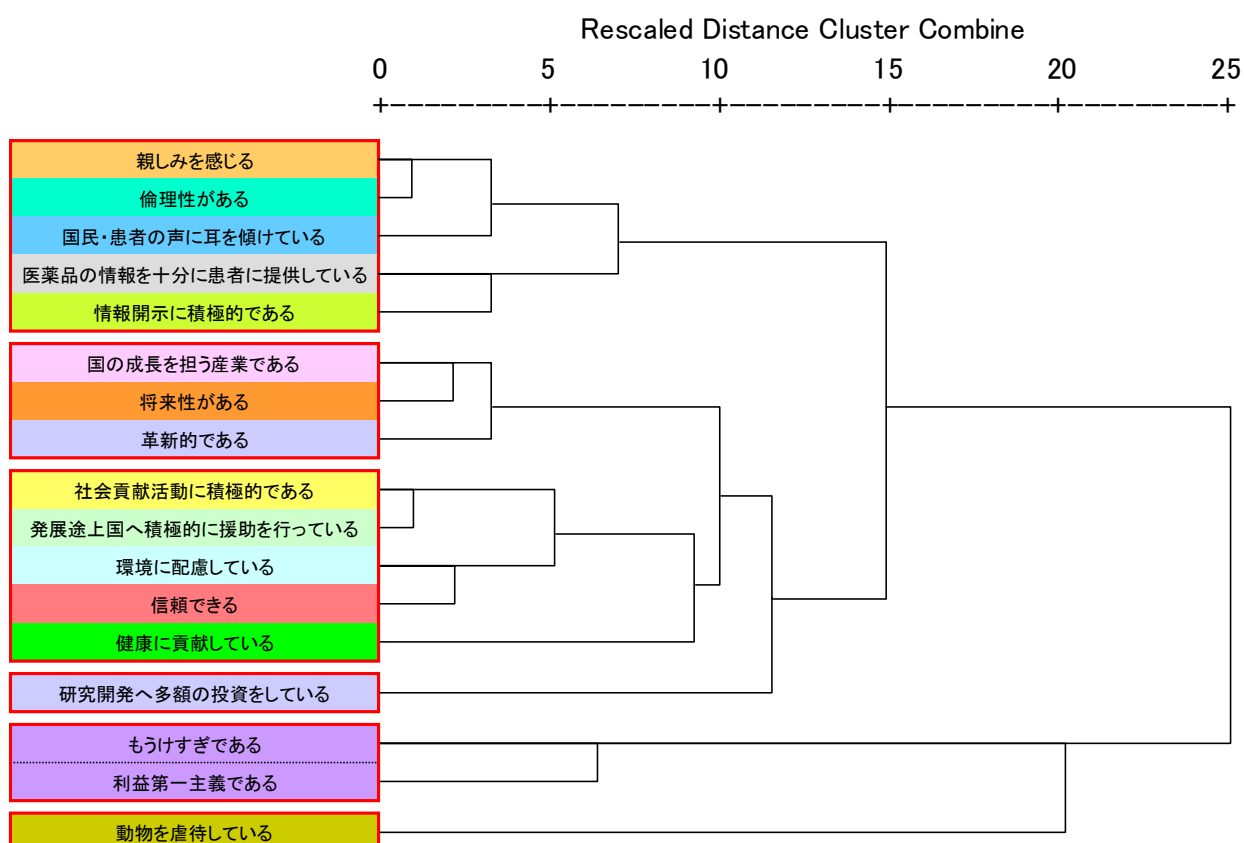 Rescaled Distance Cluster Combine
0 5 10 15 20 25
+---------+---------+---------+---------+---------+
親しみを感じる
倫理性がある
国民・患者の声に耳を傾けている
医薬品の情報を十分に患者に提供している
情報開示に積極的である
国の成長を担う産業である
将来性がある
革新的である
社会貢献活動に積極的である
発展途上国へ積極的に援助を行っている
環境に配慮している
信頼できる
健康に貢献している
研究開発へ多額の投資をしている
もうけすぎである
利益第一主義である
動物を虐待している